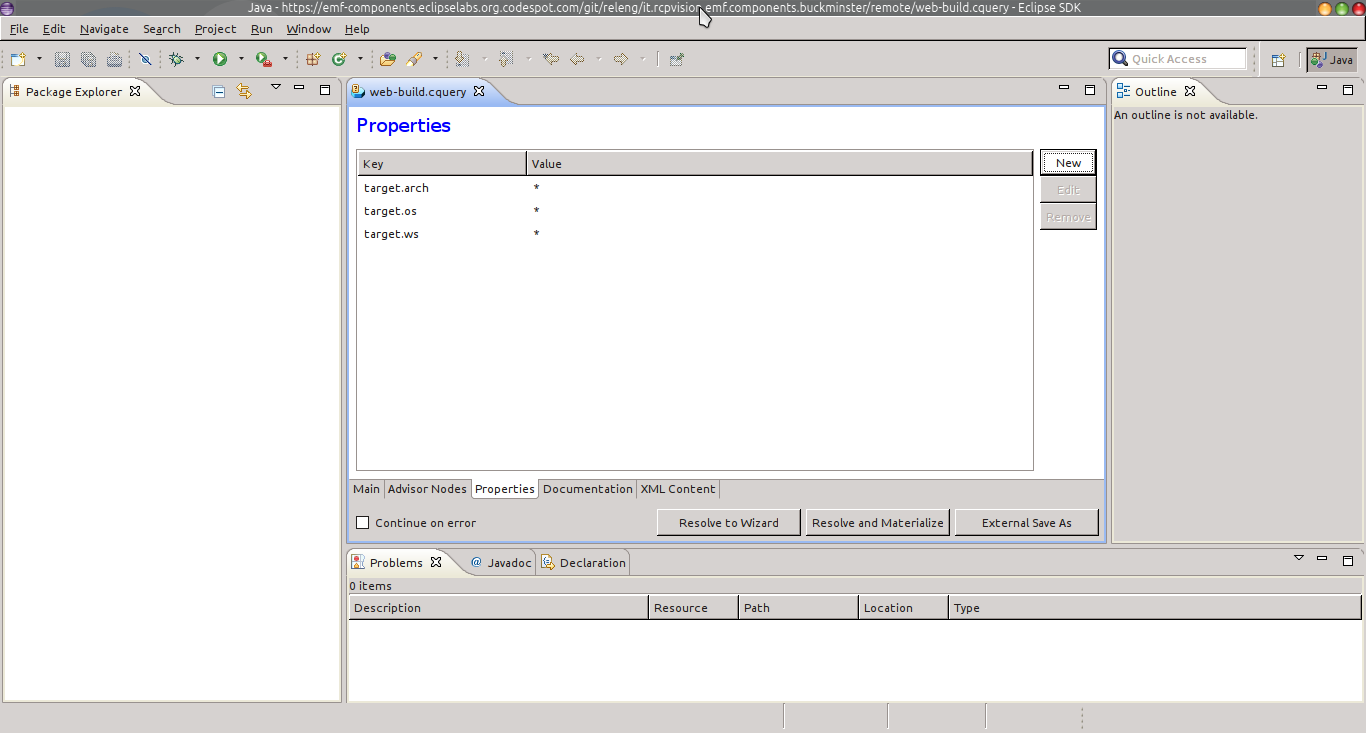 Java - https://emf-components.eclipselabs.org.codespot.com/git/releng/it.rcpvision.emf.components.buckminster/remote/web-build.cquery - Eclipse SDK
File Edit Navigate Search Project Run Window Help
Quick Access Java
Package Explorer
web-build.cquery
Outline
An outline is not available.
Properties
Key Value
target.arch *
target.os *
target.ws *
New
Edit
Remove
Main Advisor Nodes Properties Documentation XML Content
Continue on error Resolve to Wizard Resolve and Materialize External Save As
Problems @ Javadoc Declaration
0 items
Description Resource Path Location Type